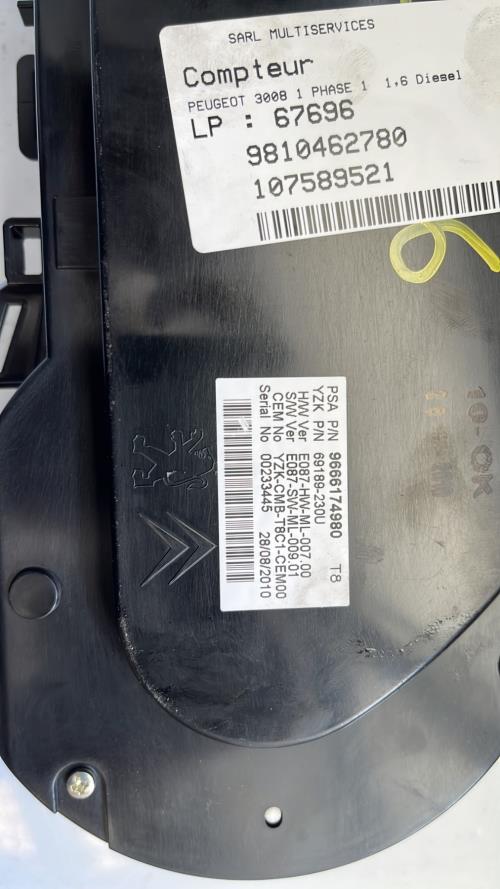 SARL MULTISERVICES
Compteur
PEUGEOT 3008 1 PHASE 1 1,6 Diesel
LP : 67696
9810462780
107589521
PSA P/N 9666174980 T8
YZK P/N 69189-230U
H/W Ver E087-HW-ML-007.00
S/W Ver E087-SW-ML-009.01
CEM No YZK-CMB-T8C1-CEM00
Serial No 00233445 28/08/2010
10-OK